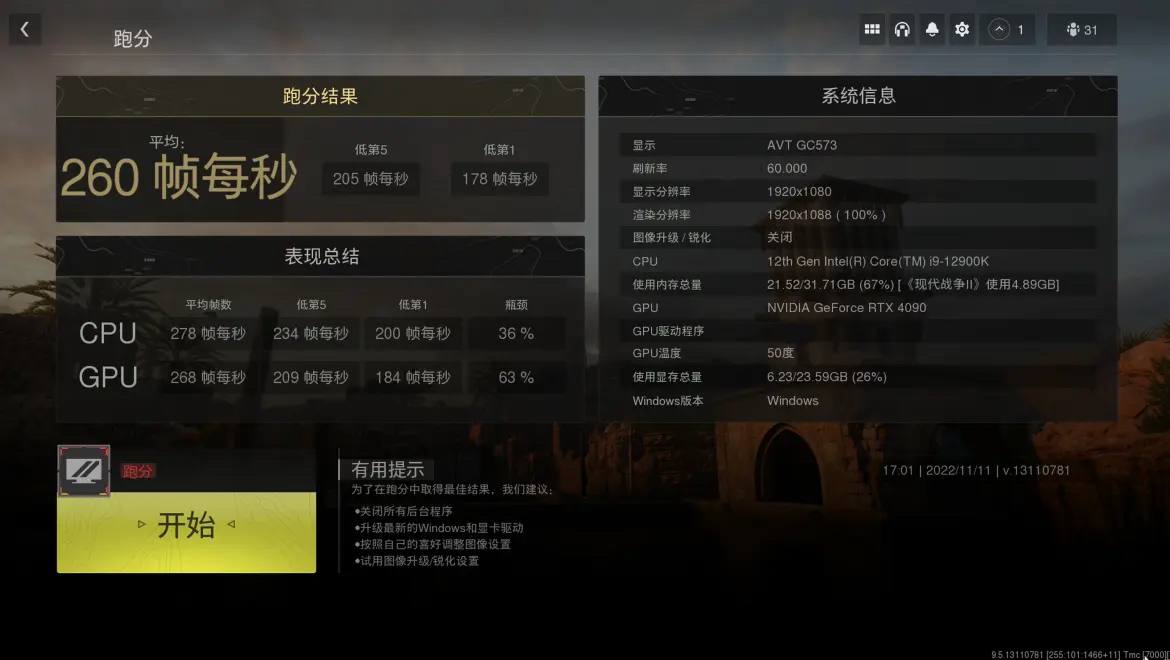 跑分
1
31
跑分结果
平均:
260 帧每秒
低第5
205 帧每秒
低第1
178 帧每秒
表现总结
平均帧数 低第5 低第1 瓶颈
CPU 278 帧每秒 234 帧每秒 200 帧每秒 36 %
GPU 268 帧每秒 209 帧每秒 184 帧每秒 63 %
系统信息
显示 AVT GC573
刷新率 60.000
显示分辨率 1920x1080
渲染分辨率 1920x1088 ( 100% )
图像升级 / 锐化 关闭
CPU 12th Gen Intel(R) Core(TM) i9-12900K
使用内存总量 21.52/31.71GB (67%) [《现代战争II》使用4.89GB]
GPU NVIDIA GeForce RTX 4090
GPU驱动程序
GPU温度 50度
使用显存总量 6.23/23.59GB (26%)
Windows版本 Windows
跑分
开始
有用提示
为了在跑分中取得最佳结果，我们建议：
•关闭所有后台程序
•升级最新的Windows和显卡驱动
•按照自己的喜好调整图像设置
•试用图像升级/锐化设置
17:01 | 2022/11/11 | v.13110781
9.5.13110781 [255:101:1466+11] Tmc [7000]